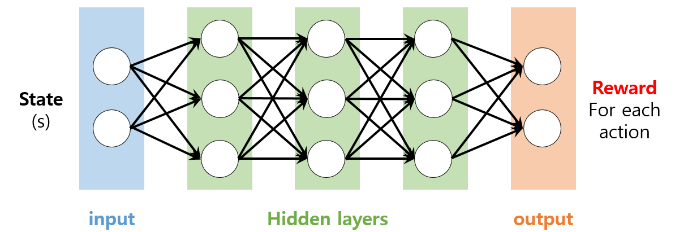 State
(s)
Reward
For each
action
input
Hidden layers
output